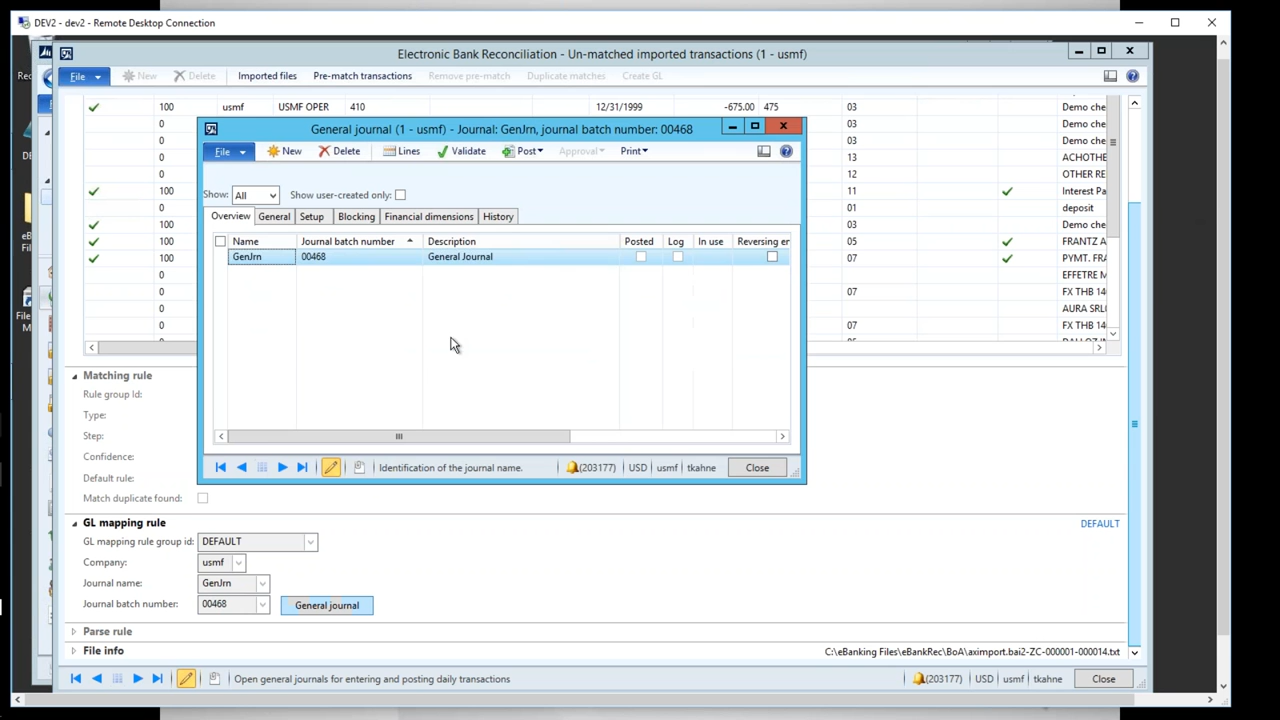 DEV2 - dev2 - Remote Desktop Connection
Electronic Bank Reconciliation - Un-matched imported transactions (1 - usmf)
File New Delete Imported files Pre-match transactions Remove pre-match Duplicate matches Create GL
100 usmf USMF OPER 410 12/31/1999 -675.00 475 03 Demo che
0 03 Demo che
0 03 Demo che
0 13 ACHOTHE
0 12 OTHER RE
100 11 Interest Pa
0 01 deposit
100 03 Demo che
100 05 FRANTZ A
100 07 PYMT. FRA
0 EFFETRE M
0 07 FX THB 14
0 AURA SRL
0 07 FX THB 14
General journal (1 - usmf) - Journal: GenJrn, journal batch number: 00468
File New Delete Lines Validate Post Approval Print
Show: All Show user-created only:
Overview General Setup Blocking Financial dimensions History
Name Journal batch number Description Posted Log In use Reversing er
GenJrn 00468 General Journal
Identification of the journal name. (203177) USD usmf tkahne Close
Matching rule
Rule group Id:
Type:
Step:
Confidence:
Default rule:
Match duplicate found:
GL mapping rule DEFAULT
GL mapping rule group id: DEFAULT
Company: usmf
Journal name: GenJrn
Journal batch number: 00468 General journal
Parse rule
File info C:\eBanking Files\eBankRec\BoA\aximport.bai2-ZC-000001-000014.txt
Open general journals for entering and posting daily transactions (203177) USD usmf tkahne Close